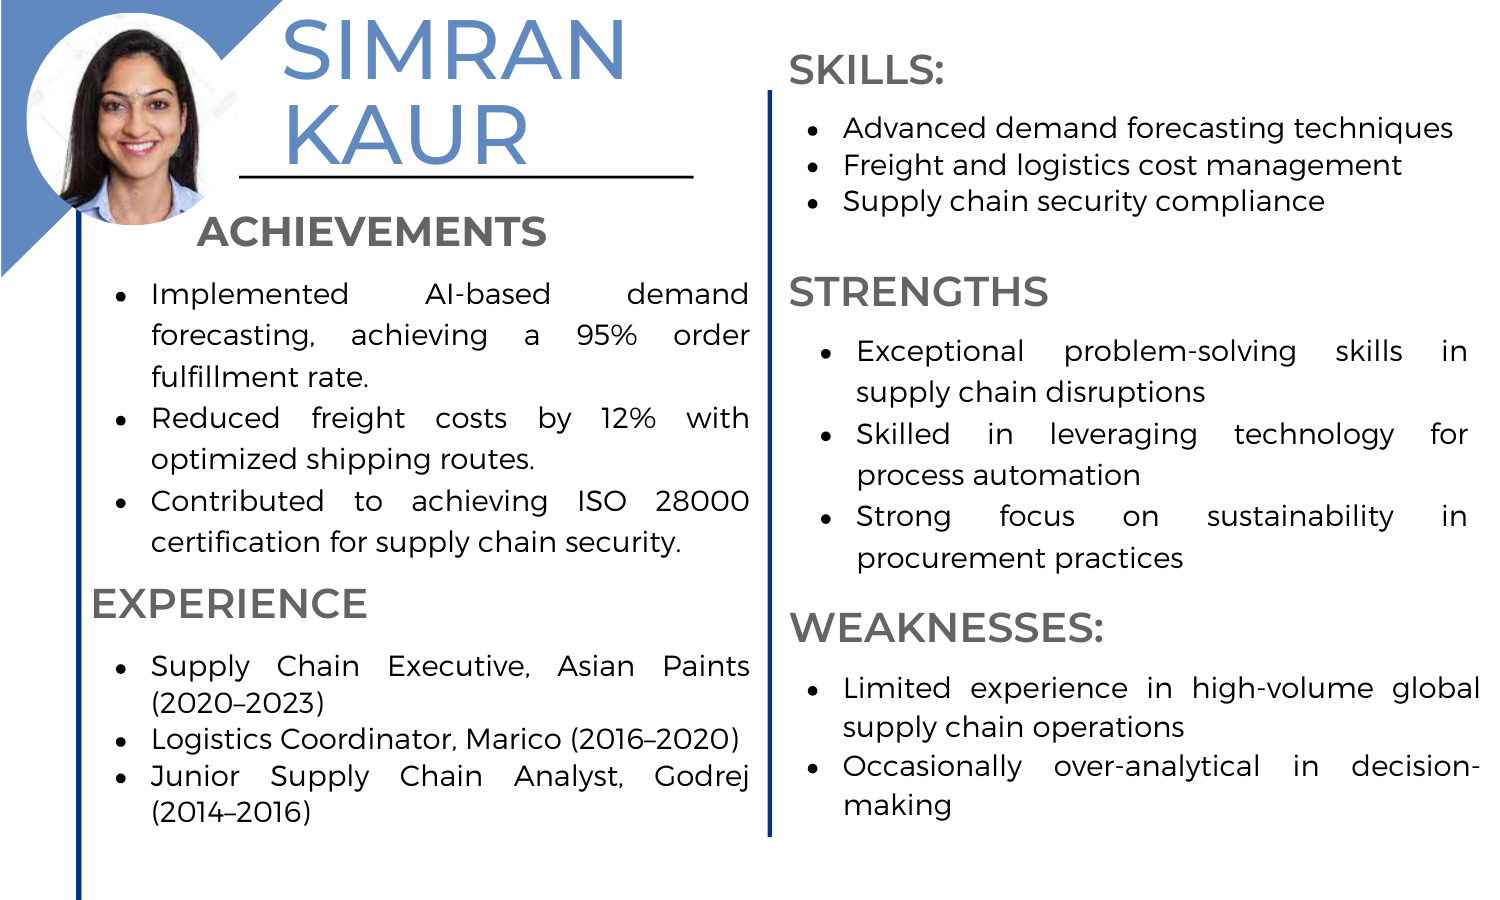 SIMRAN
KAUR
ACHIEVEMENTS
• Implemented AI-based demand
forecasting, achieving a 95% order
fulfillment rate.
• Reduced freight costs by 12% with
optimized shipping routes.
• Contributed to achieving ISO 28000
certification for supply chain security.
EXPERIENCE
• Supply Chain Executive, Asian Paints
(2020–2023)
• Logistics Coordinator, Marico (2016–2020)
• Junior Supply Chain Analyst, Godrej
(2014–2016)
SKILLS:
• Advanced demand forecasting techniques
• Freight and logistics cost management
• Supply chain security compliance
STRENGTHS
• Exceptional problem-solving skills in
supply chain disruptions
• Skilled in leveraging technology for
process automation
• Strong focus on sustainability in
procurement practices
WEAKNESSES:
• Limited experience in high-volume global
supply chain operations
• Occasionally over-analytical in decision-
making